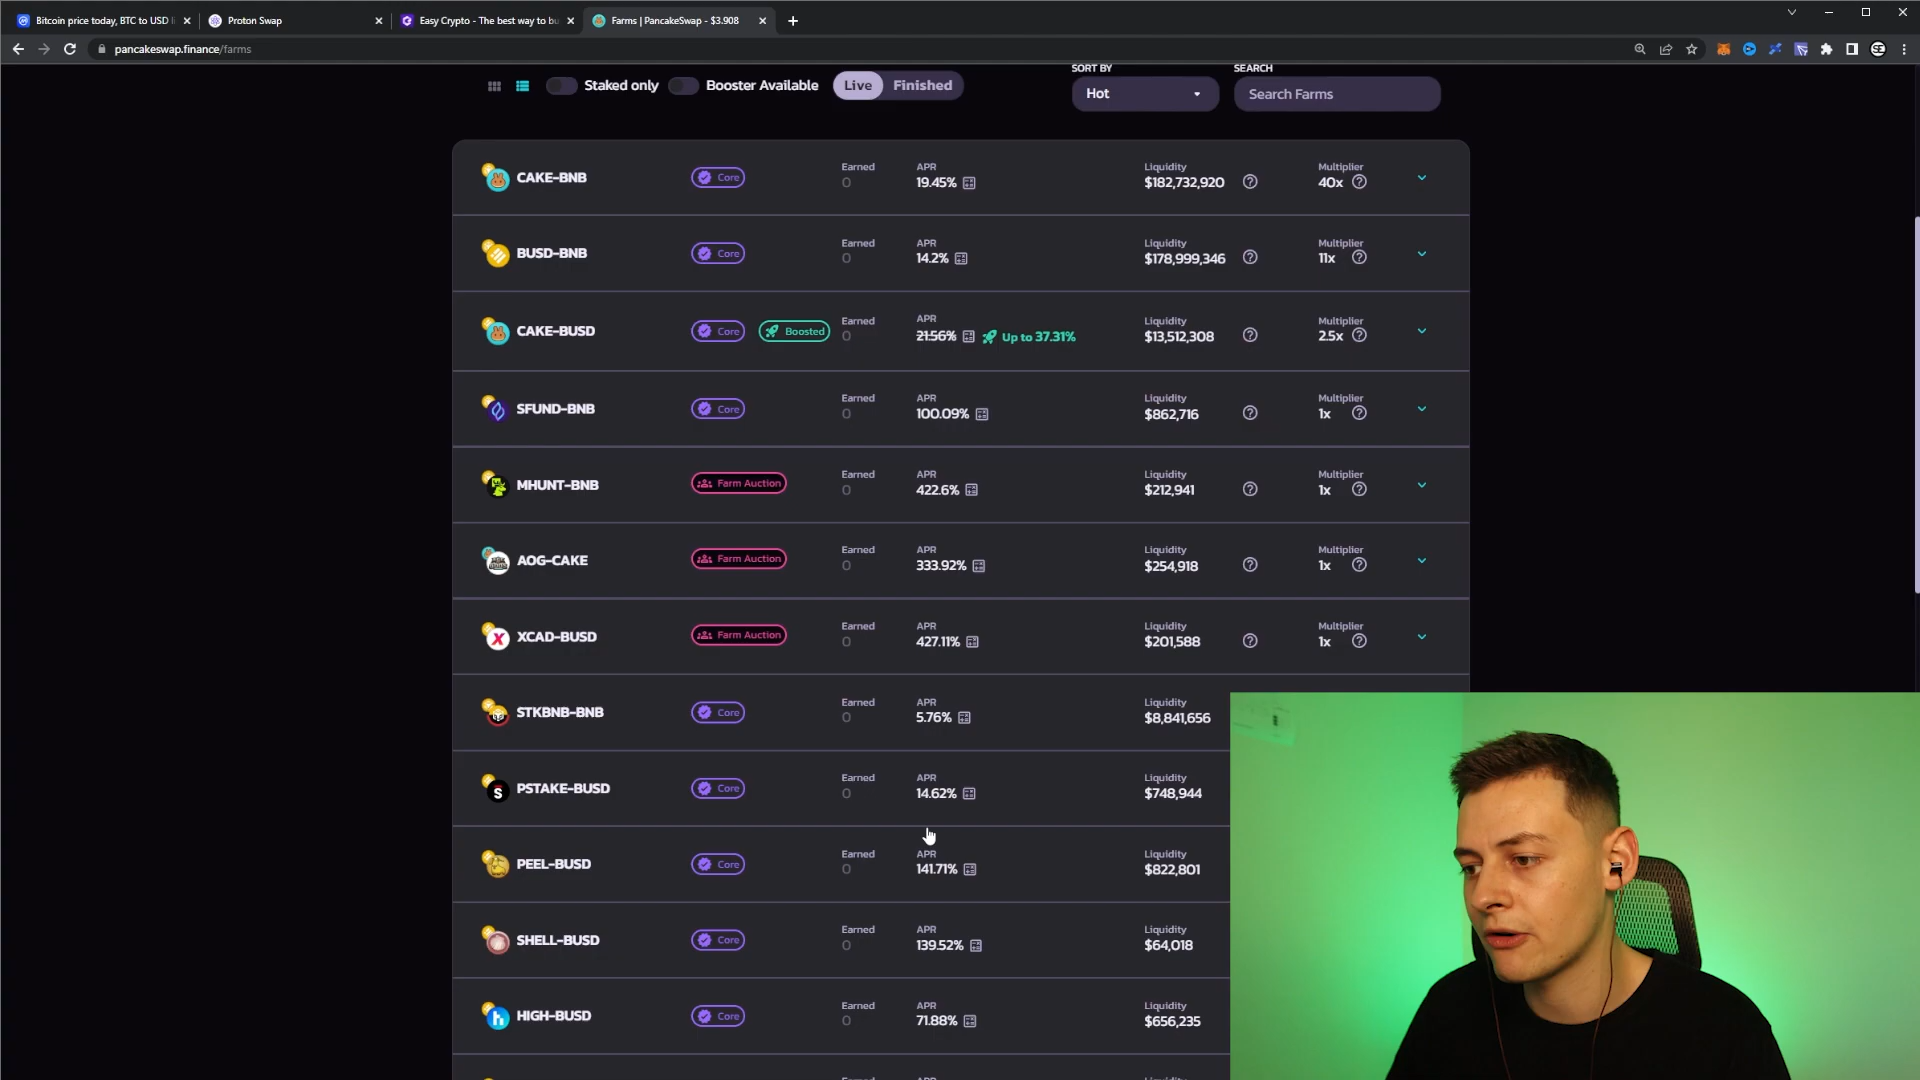 Bitcoin price today, BTC to USD li
Proton Swap
Easy Crypto - The best way to bu
Farms | PancakeSwap - $3.908
pancakeswap.finance/farms
SE
Staked only
Booster Available
Live
Finished
SORT BY
Hot
SEARCH
Search Farms
CAKE-BNB
Core
Earned
0
APR
19.45%
Liquidity
$182,732,920
Multiplier
40x
BUSD-BNB
Core
Earned
0
APR
14.2%
Liquidity
$178,999,346
Multiplier
11x
CAKE-BUSD
Core
Boosted
Earned
0
APR
21.56%
Up to 37.31%
Liquidity
$13,512,308
Multiplier
2.5x
SFUND-BNB
Core
Earned
0
APR
100.09%
Liquidity
$862,716
Multiplier
1x
MHUNT-BNB
Farm Auction
Earned
0
APR
422.6%
Liquidity
$212,941
Multiplier
1x
AOG-CAKE
Farm Auction
Earned
0
APR
333.92%
Liquidity
$254,918
Multiplier
1x
XCAD-BUSD
Farm Auction
Earned
0
APR
427.11%
Liquidity
$201,588
Multiplier
1x
STKBNB-BNB
Core
Earned
0
APR
5.76%
Liquidity
$8,841,656
PSTAKE-BUSD
Core
Earned
0
APR
14.62%
Liquidity
$748,944
PEEL-BUSD
Core
Earned
0
APR
141.71%
Liquidity
$822,801
SHELL-BUSD
Core
Earned
0
APR
139.52%
Liquidity
$64,018
HIGH-BUSD
Core
Earned
0
APR
71.88%
Liquidity
$656,235